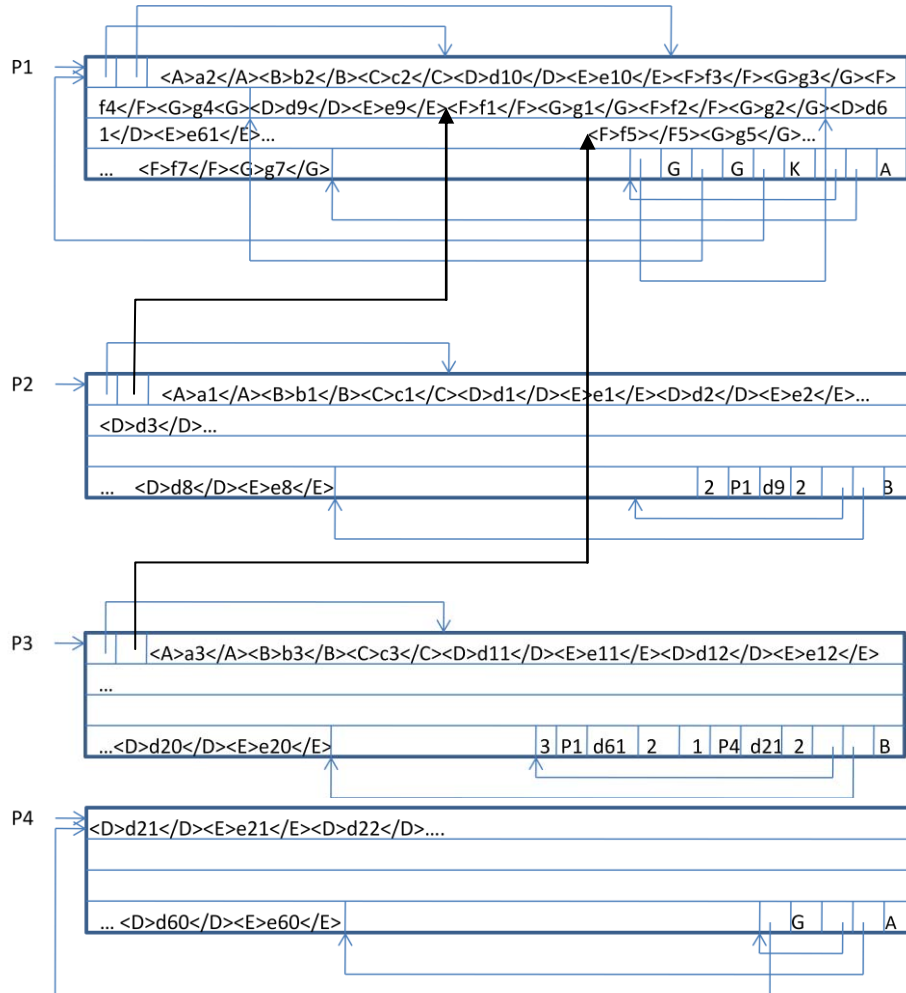 P1
<A>a2</A><B>b2</B><C>c2</C><D>d10</D><E>e10</E><F>f3</F><G>g3</G><F>
f4</F><G>g4<G><D>d9</D><E>e9</E><F>f1</F><G>g1</G><F>f2</F><G>g2</G><D>d6
1</D><E>e61</E>... <F>f5></F5><G>g5</G>...
... <F>f7</F><G>g7</G> G G K A
P2
<A>a1</A><B>b1</B><C>c1</C><D>d1</D><E>e1</E><D>d2</D><E>e2</E>...
<D>d3</D>...
... <D>d8</D><E>e8</E> 2 P1 d9 2 B
P3
<A>a3</A><B>b3</B><C>c3</C><D>d11</D><E>e11</E><D>d12</D><E>e12</E>
...
...<D>d20</D><E>e20</E> 3 P1 d61 2 1 P4 d21 2 B
P4
<D>d21</D><E>e21</E><D>d22</D>....
... <D>d60</D><E>e60</E> G A